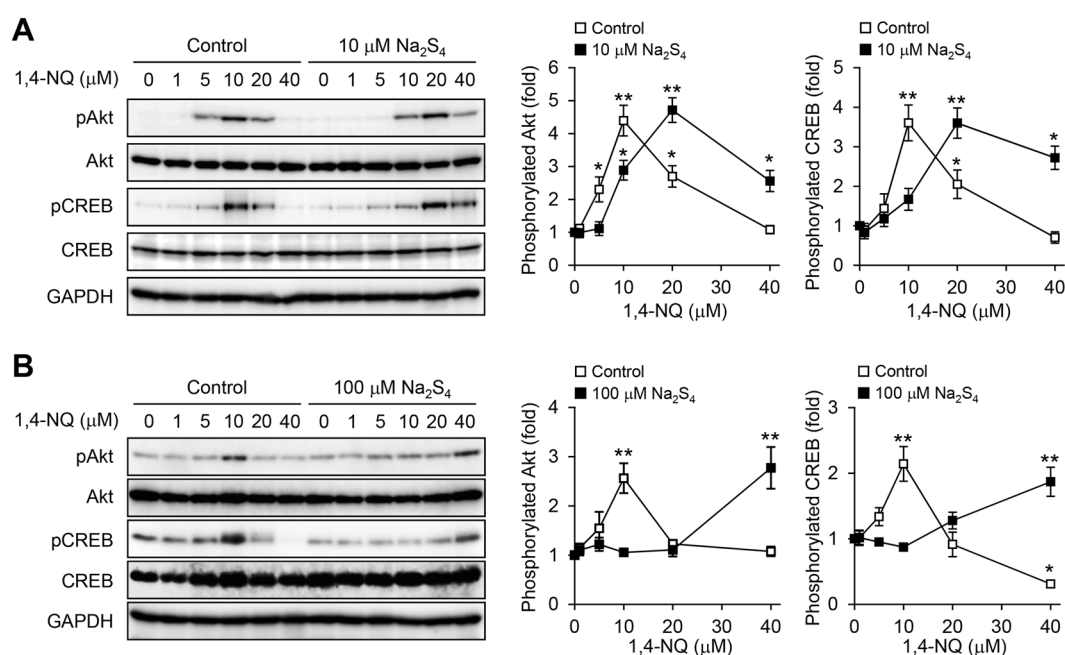 A
Control 10 μM Na₂S₄
1,4-NQ (μM) 0 1 5 10 20 40 0 1 5 10 20 40
pAkt
Akt
pCREB
CREB
GAPDH
□ Control
■ 10 μM Na₂S₄
Phosphorylated Akt (fold)
6
5
4
3
2
1
0
** ** * * * *
0 10 20 30 40
1,4-NQ (μM)
□ Control
■ 10 μM Na₂S₄
Phosphorylated CREB (fold)
5
4
3
2
1
0
** ** * *
0 10 20 30 40
1,4-NQ (μM)
B
Control 100 μM Na₂S₄
1,4-NQ (μM) 0 1 5 10 20 40 0 1 5 10 20 40
pAkt
Akt
pCREB
CREB
GAPDH
□ Control
■ 100 μM Na₂S₄
Phosphorylated Akt (fold)
4
3
2
1
0
** **
0 10 20 30 40
1,4-NQ (μM)
□ Control
■ 100 μM Na₂S₄
Phosphorylated CREB (fold)
3
2
1
0
** ** *
0 10 20 30 40
1,4-NQ (μM)